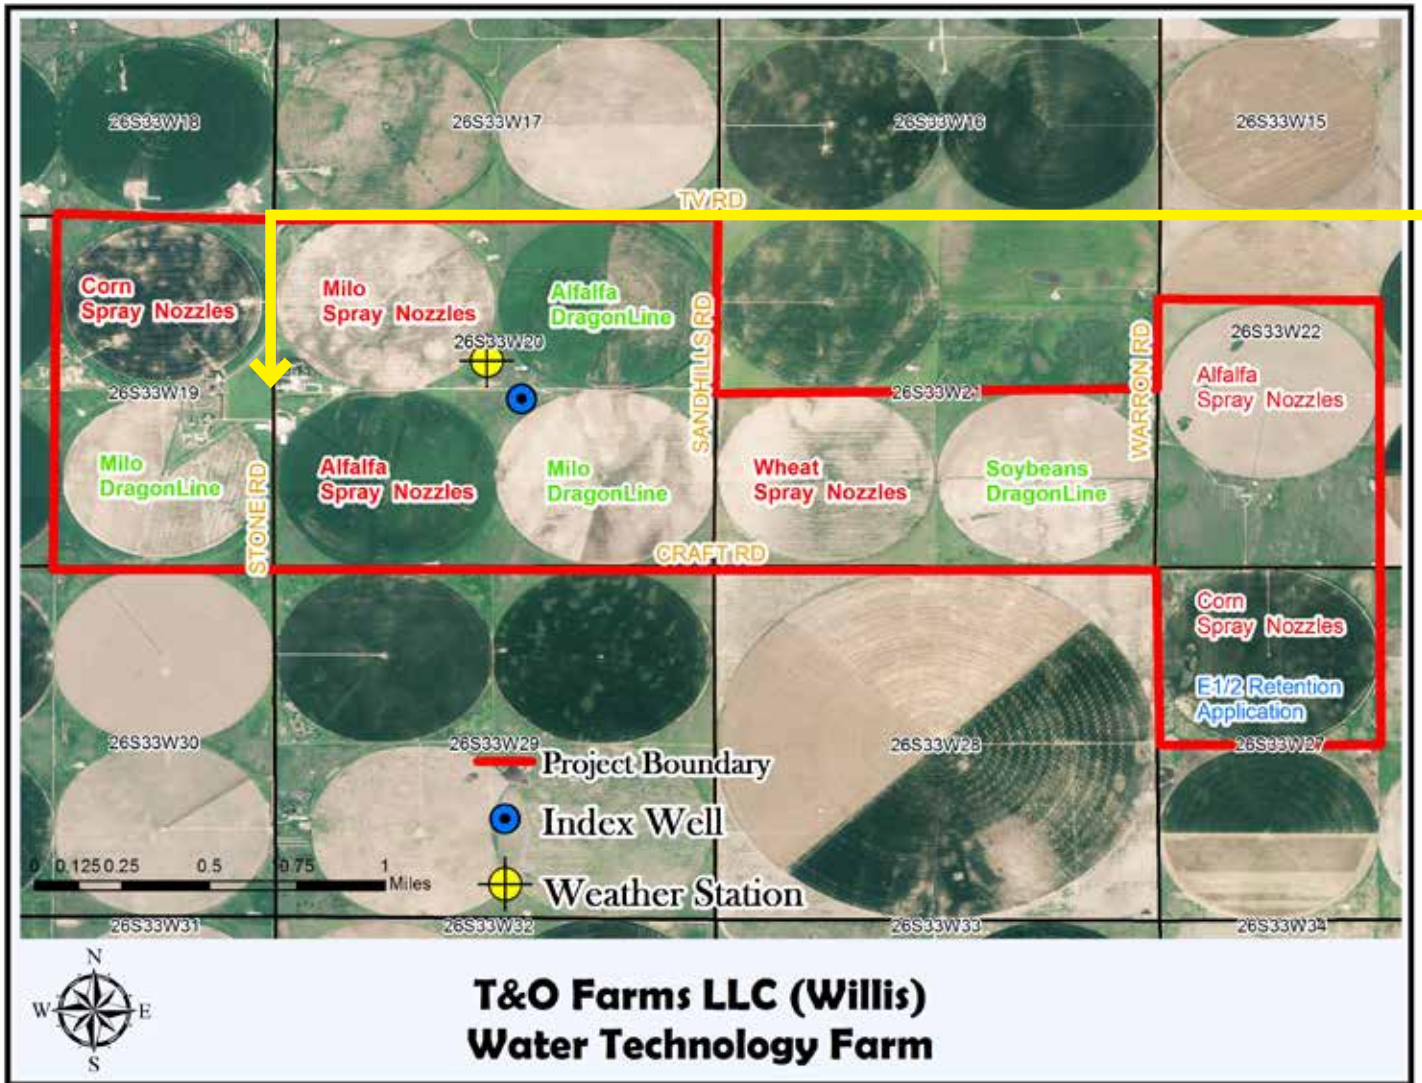 26S33W18
26S33W17
26S33W16
26S33W15
TV RD
Corn
Spray Nozzles
Milo
Spray Nozzles
Alfalfa
DragonLine
SANDHILLS RD
26S33W20
WARRON RD
26S33W22
Alfalfa
Spray Nozzles
26S33W19
26S33W21
Milo
DragonLine
STONE RD
Alfalfa
Spray Nozzles
Milo
DragonLine
Wheat
Spray Nozzles
Soybeans
DragonLine
CRAFT RD
Corn
Spray Nozzles
E1/2 Retention
Application
26S33W30
26S33W29
26S33W28
26S33W27
Project Boundary
Index Well
Weather Station
0 0.125 0.25 0.5 0.75 1
Miles
26S33W31
26S33W32
26S33W33
26S33W34
N
W E
S
T&O Farms LLC (Willis)
Water Technology Farm